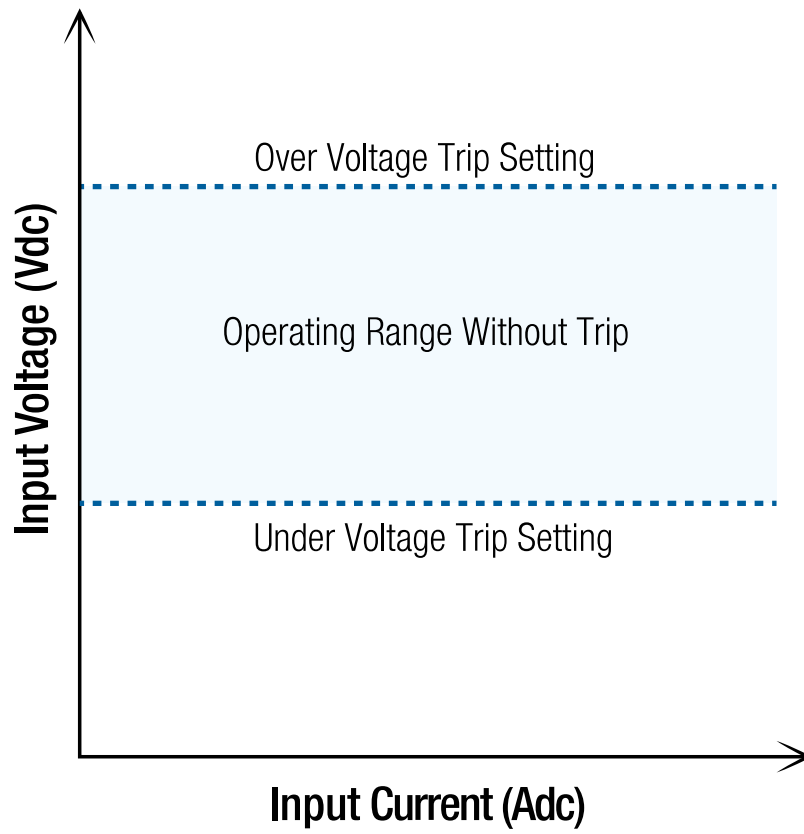 Over Voltage Trip Setting
Operating Range Without Trip
Under Voltage Trip Setting
Input Voltage (Vdc)
Input Current (Adc)